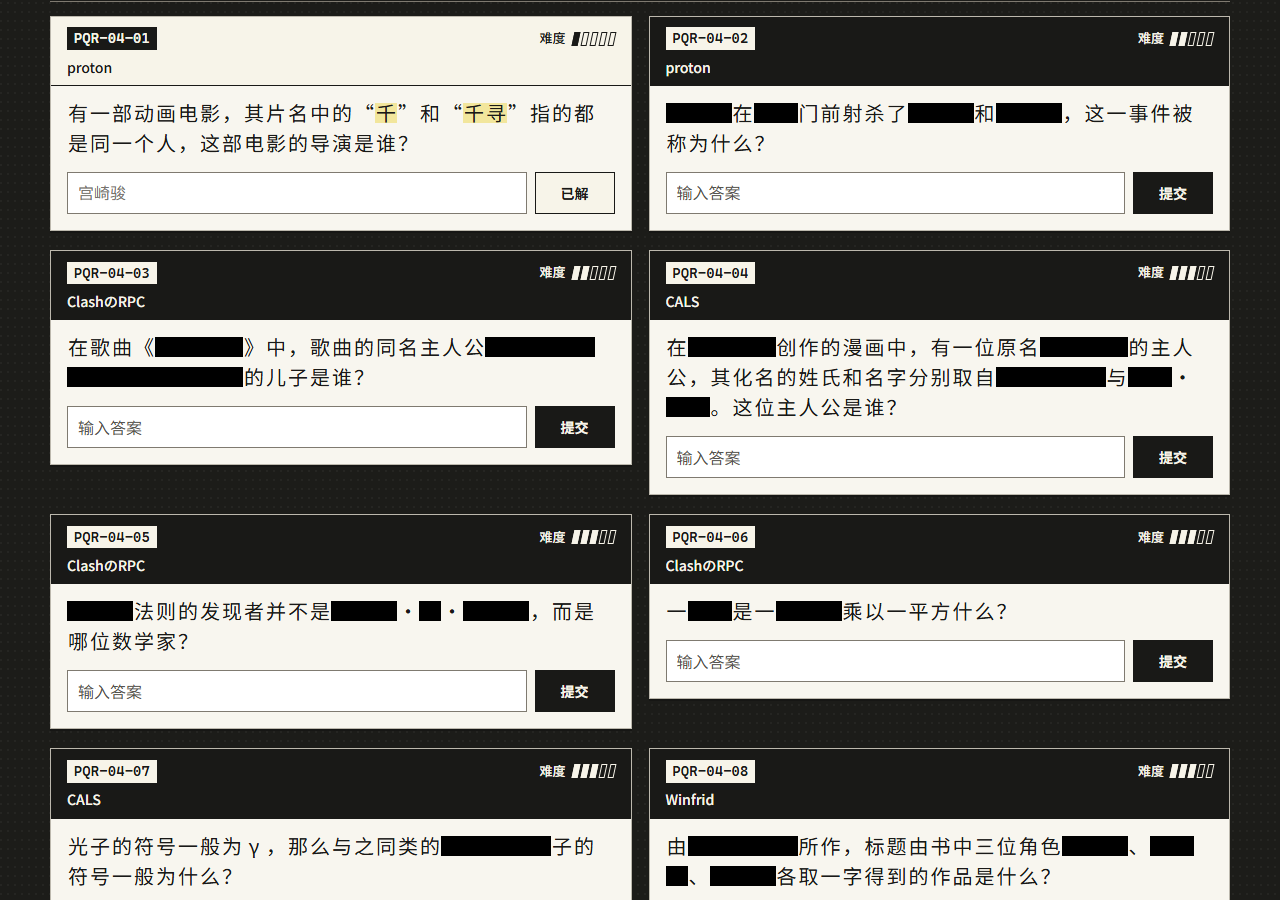 PQR-04-01
难度
proton
有一部动画电影，其片名中的“千”和“千寻”指的都
是同一个人，这部电影的导演是谁？
宫崎骏
已解
PQR-04-02
难度
proton
在门前射杀了和，这一事件被
称为什么？
输入答案
提交
PQR-04-03
难度
ClashのRPC
在歌曲《》中，歌曲的同名主人公
的儿子是谁？
输入答案
提交
PQR-04-04
难度
CALS
在创作的漫画中，有一位原名的主人
公，其化名的姓氏和名字分别取自与·
。这位主人公是谁？
输入答案
提交
PQR-04-05
难度
ClashのRPC
法则的发现者并不是··，而是
哪位数学家？
输入答案
提交
PQR-04-06
难度
ClashのRPC
一是一乘以一平方什么？
输入答案
提交
PQR-04-07
难度
CALS
光子的符号一般为 γ ，那么与之同类的子的
符号一般为什么？
PQR-04-08
难度
Winfrid
由所作，标题由书中三位角色、
、各取一字得到的作品是什么？